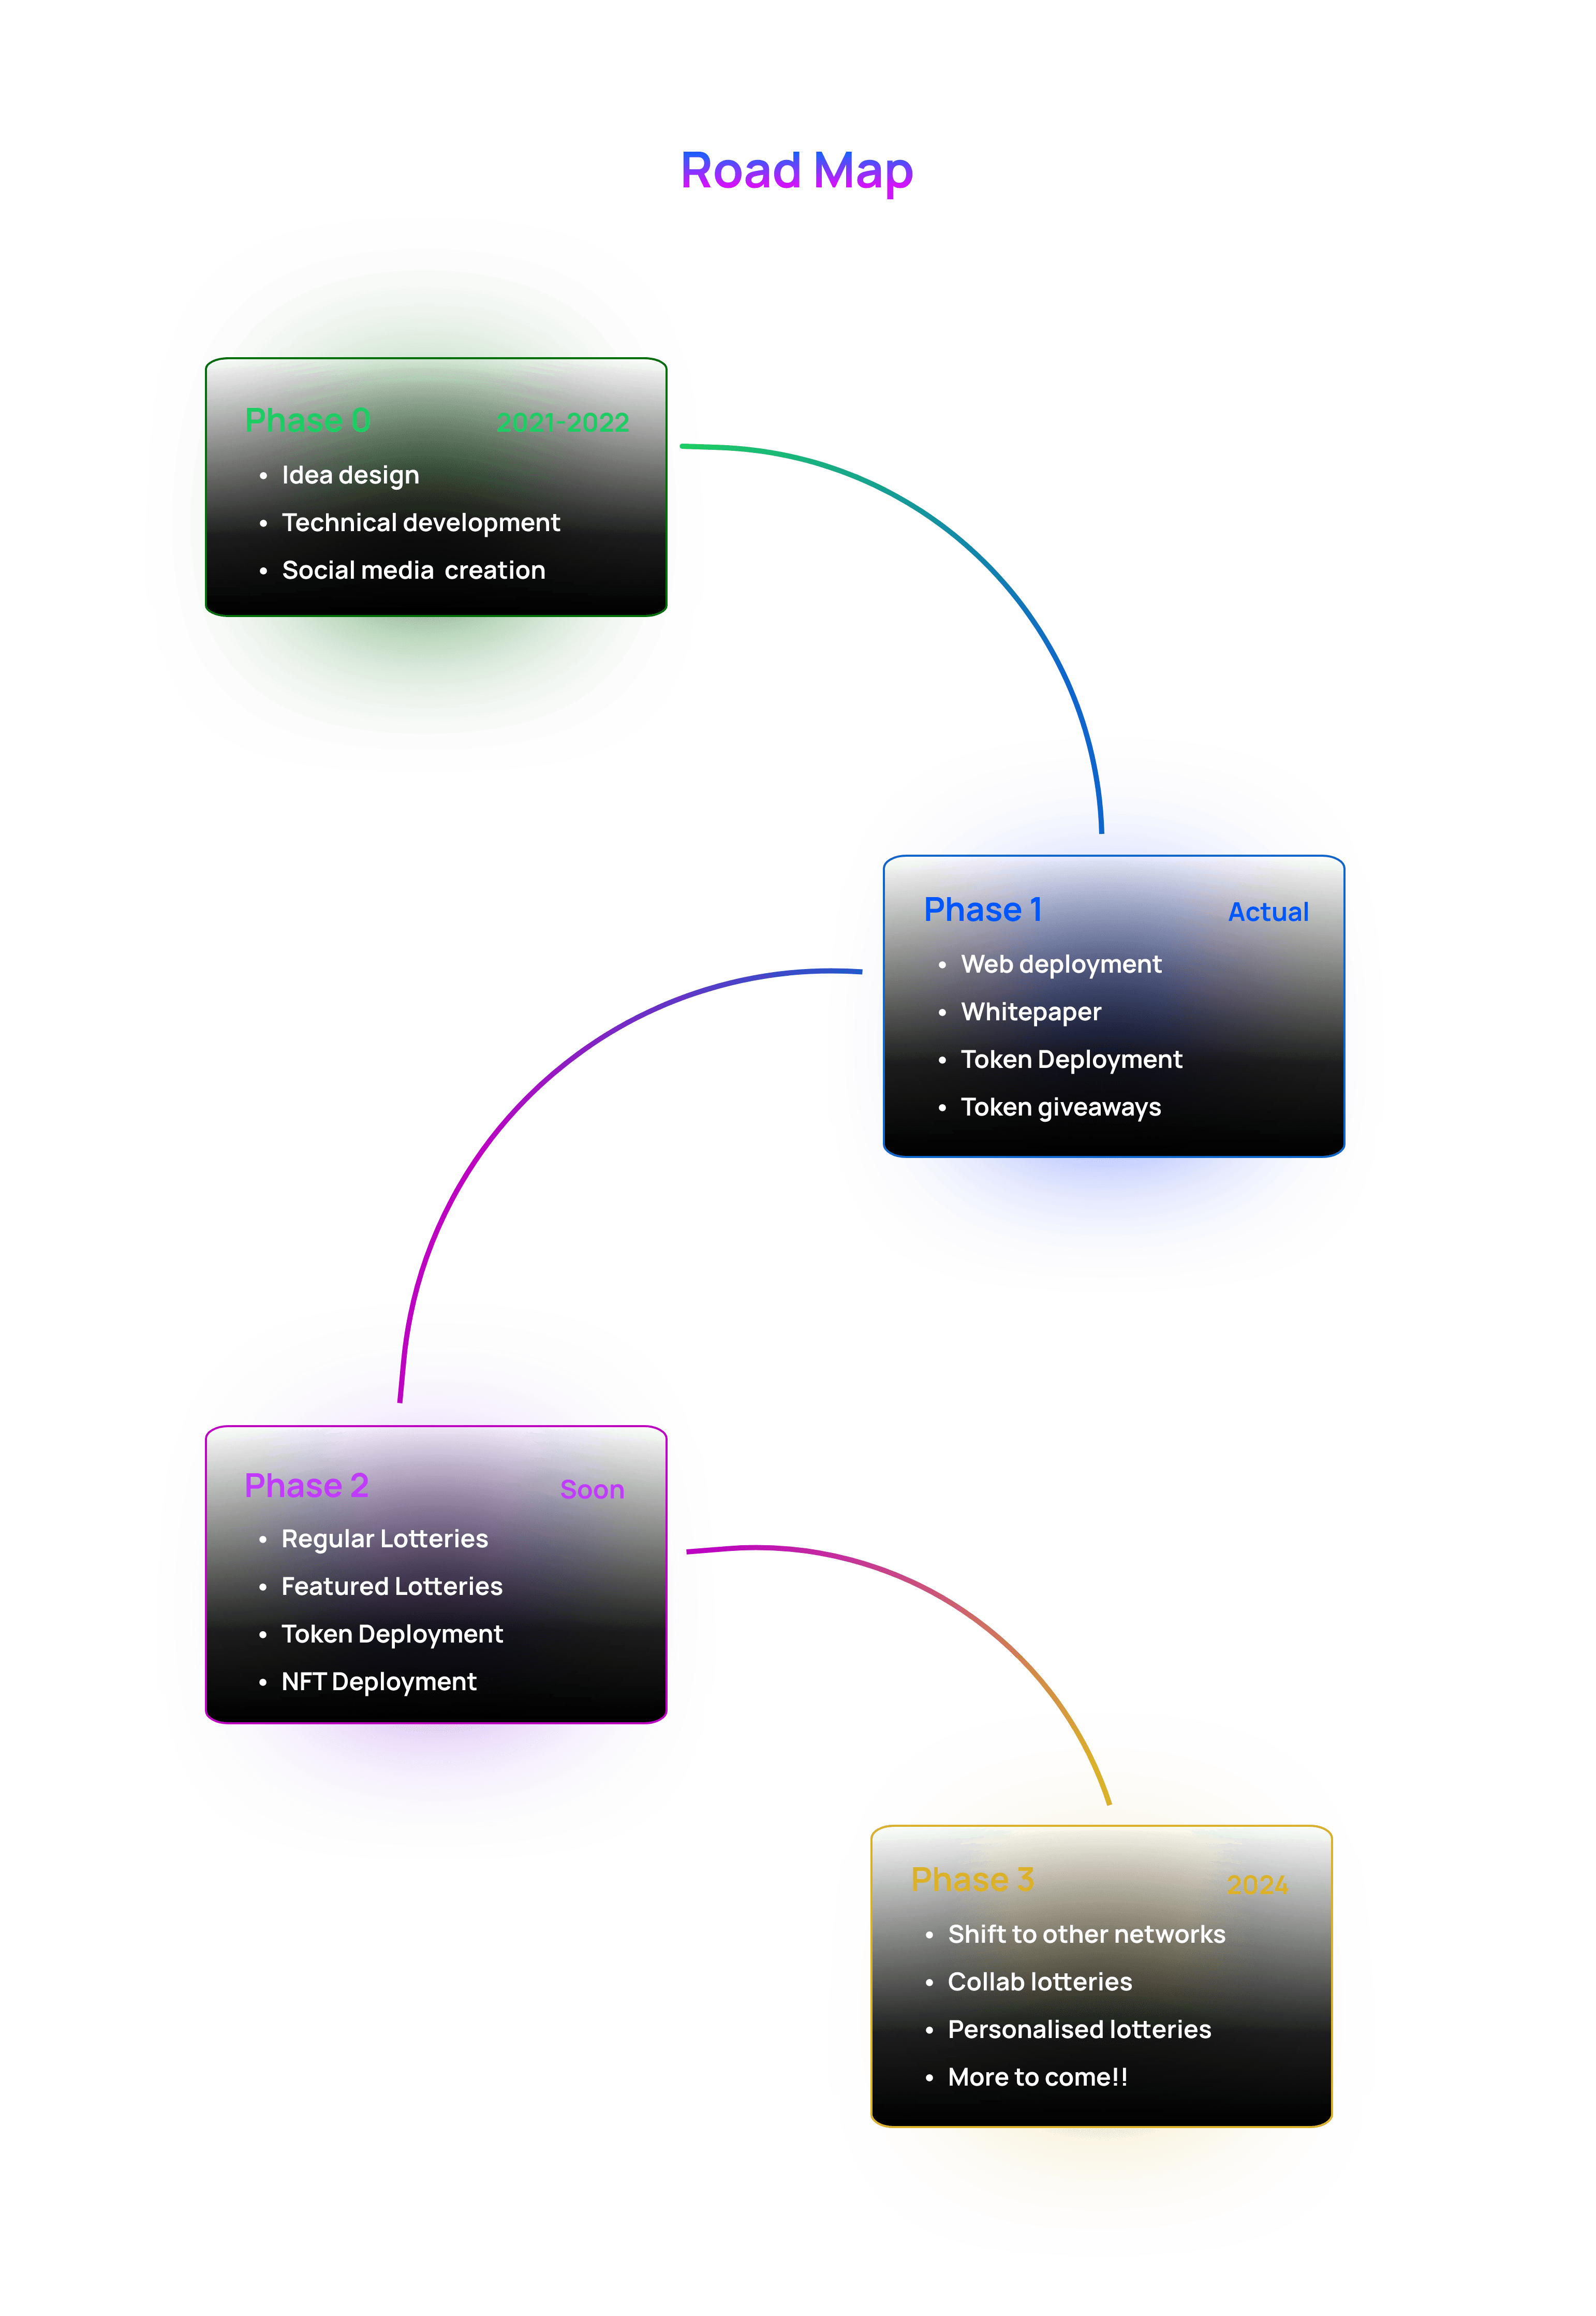 Road Map
Phase 0 2021-2022
• Idea design
• Technical development
• Social media creation
Phase 1 Actual
• Web deployment
• Whitepaper
• Token Deployment
• Token giveaways
Phase 2 Soon
• Regular Lotteries
• Featured Lotteries
• Token Deployment
• NFT Deployment
Phase 3 2024
• Shift to other networks
• Collab lotteries
• Personalised lotteries
• More to come!!